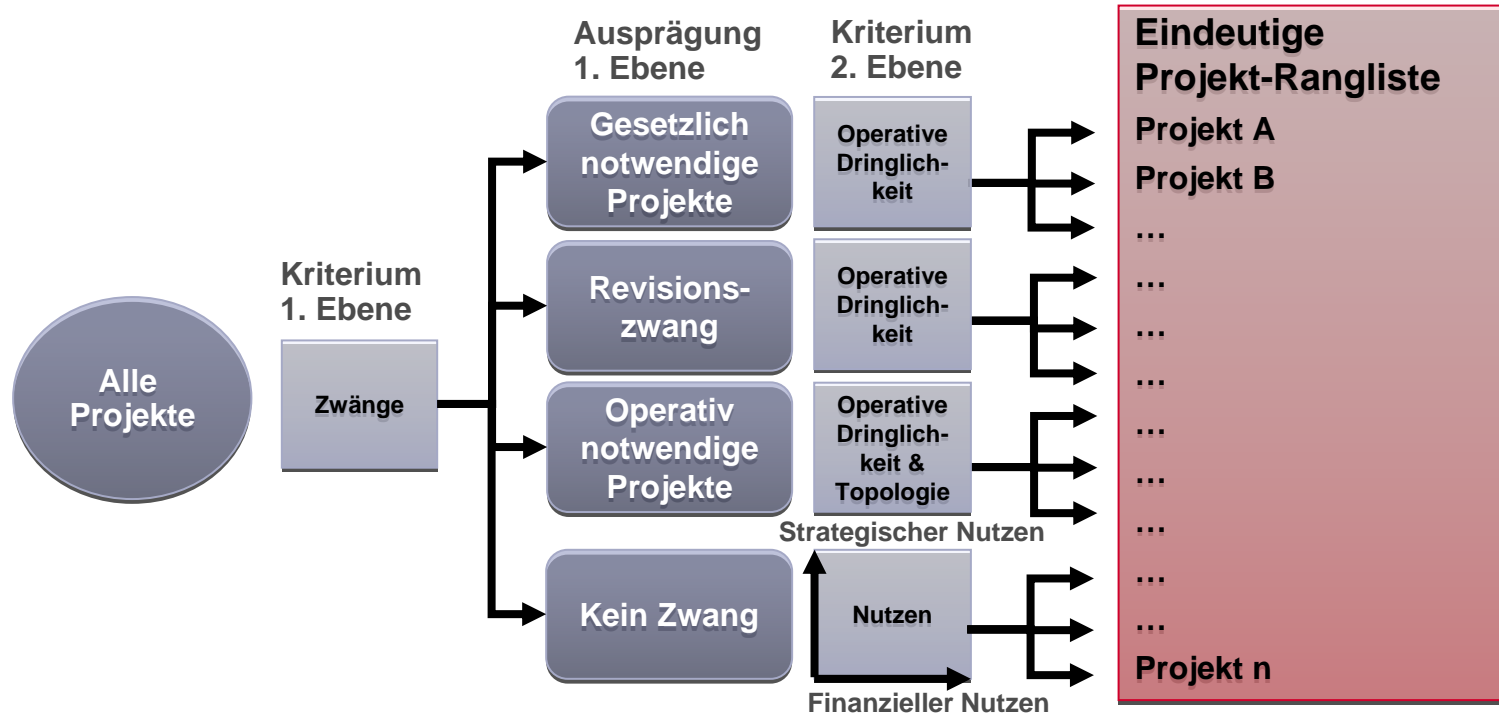 Ausprägung
1. Ebene
Kriterium
2. Ebene
Eindeutige
Projekt-Rangliste
Kriterium
1. Ebene
Alle
Projekte
Zwänge
Gesetzlich
notwendige
Projekte
Operative
Dringlich-
keit
Projekt A
Projekt B
...
Revisions-
zwang
Operative
Dringlich-
keit
...
...
...
Operativ
notwendige
Projekte
Operative
Dringlich-
keit &
Topologie
...
...
...
Strategischer Nutzen
Kein Zwang
Nutzen
Finanzieller Nutzen
...
...
Projekt n